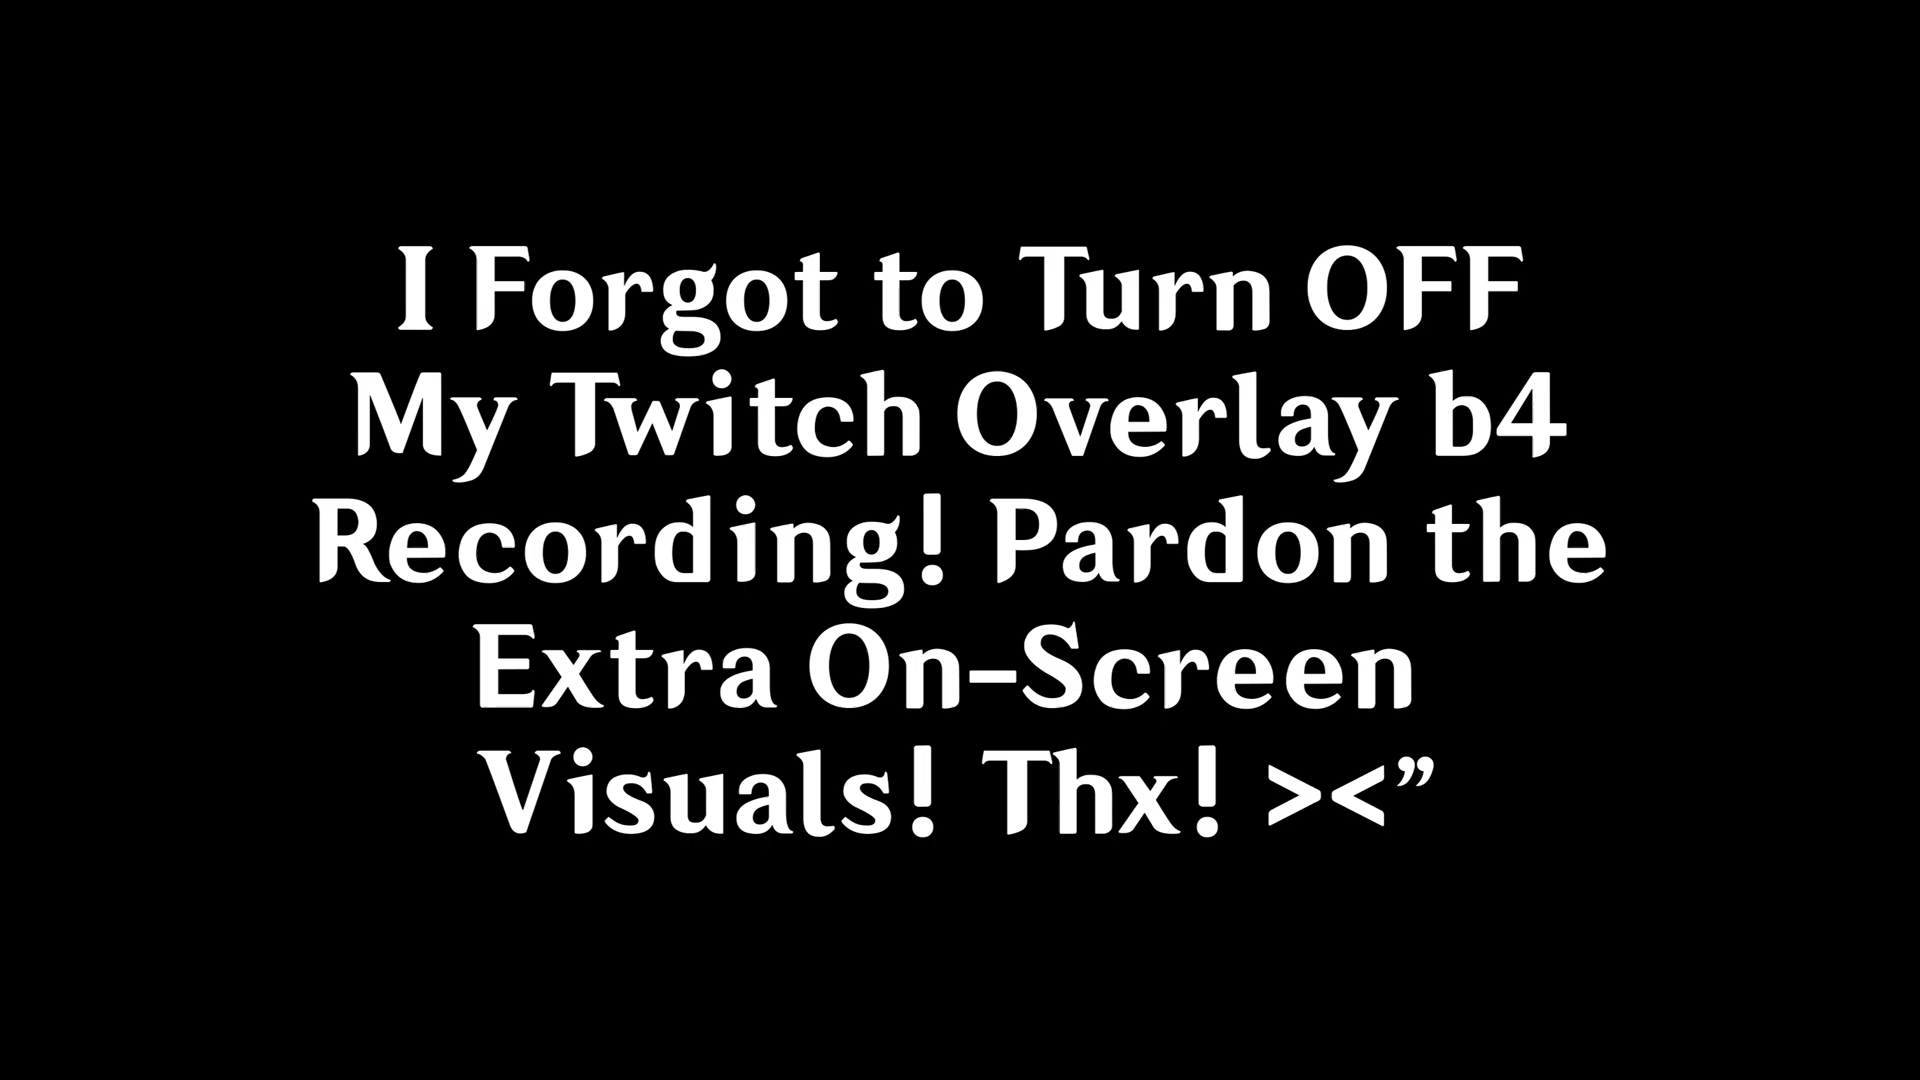 I Forgot to Turn OFF
My Twitch Overlay b4
Recording! Pardon the
Extra On-Screen
Visuals! Thx! ><”